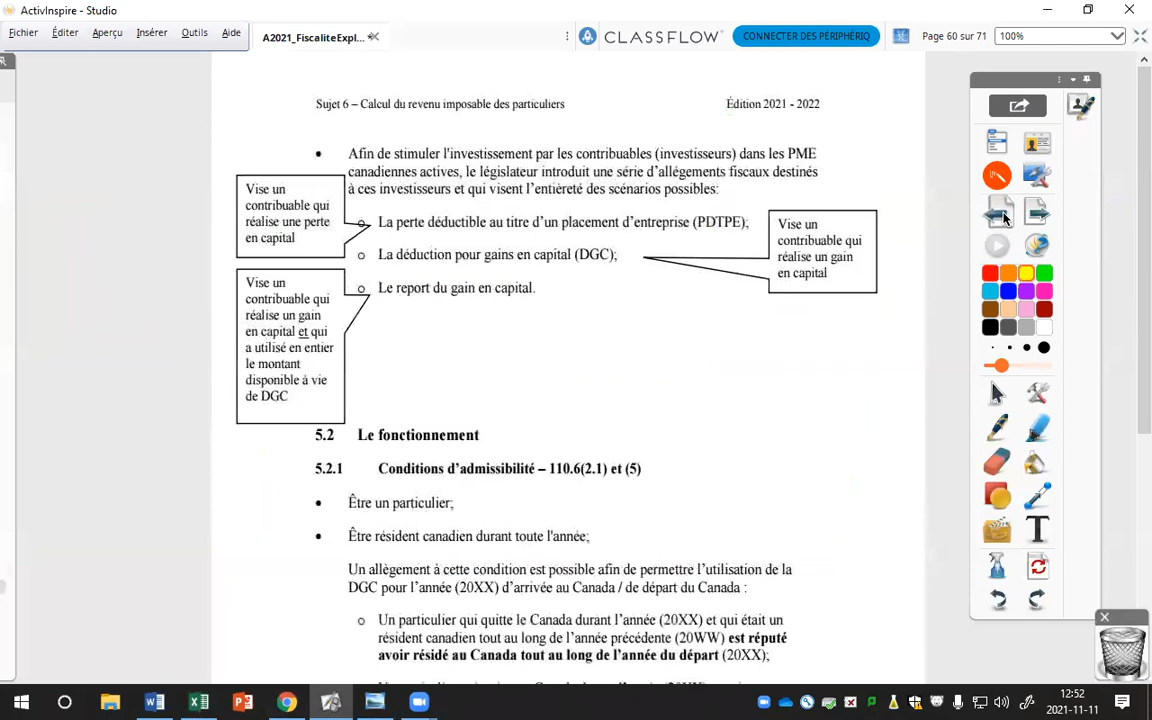 ActivInspire - Studio
Fichier Éditer Aperçu Insérer Outils Aide
A2021_FiscaliteExpl...
CLASSFLOW
CONNECTER DES PÉRIPHÉRIQ
Page 60 sur 71
100%
Sujet 6 – Calcul du revenu imposable des particuliers
Édition 2021 - 2022
• Afin de stimuler l'investissement par les contribuables (investisseurs) dans les PME
canadiennes actives, le législateur introduit une série d'allégements fiscaux destinés
à ces investisseurs et qui visent l'entièreté des scénarios possibles:
Vise un
contribuable qui
réalise une perte
en capital
o La perte déductible au titre d'un placement d'entreprise (PDTPE);
o La déduction pour gains en capital (DGC);
o Le report du gain en capital.
Vise un
contribuable qui
réalise un gain
en capital
Vise un
contribuable qui
réalise un gain
en capital et qui
a utilisé en entier
le montant
disponible à vie
de DGC
5.2 Le fonctionnement
5.2.1 Conditions d'admissibilité – 110.6(2.1) et (5)
• Être un particulier;
• Être résident canadien durant toute l'année;
Un allègement à cette condition est possible afin de permettre l'utilisation de la
DGC pour l'année (20XX) d'arrivée au Canada / de départ du Canada :
o Un particulier qui quitte le Canada durant l'année (20XX) et qui était un
résident canadien tout au long de l'année précédente (20WW) est réputé
avoir résidé au Canada tout au long de l'année du départ (20XX);
12:52
2021-11-11